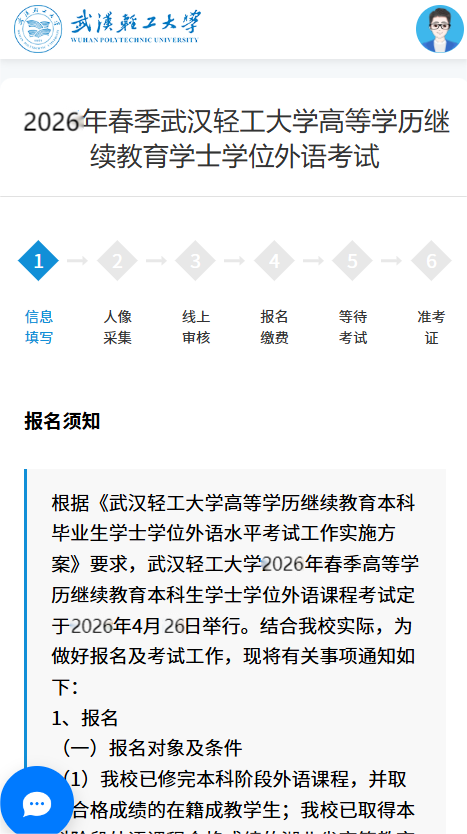 武汉轻工大学
WUHAN POLYTECHNIC UNIVERSITY
2026年春季武汉轻工大学高等学历继
续教育学士学位外语考试
1 2 3 4 5 6
信息 人像 线上 报名 等待 准考
填写 采集 审核 缴费 考试 证
报名须知
根据《武汉轻工大学高等学历继续教育本科
毕业生学士学位外语水平考试工作实施方
案》要求，武汉轻工大学2026年春季高等学
历继续教育本科生学士学位外语课程考试定
于2026年4月26日举行。结合我校实际，为
做好报名及考试工作，现将有关事项通知如
下：
1、报名
（一）报名对象及条件
（1）我校已修完本科阶段外语课程，并取
合格成绩的在籍成教学生；我校已取得本